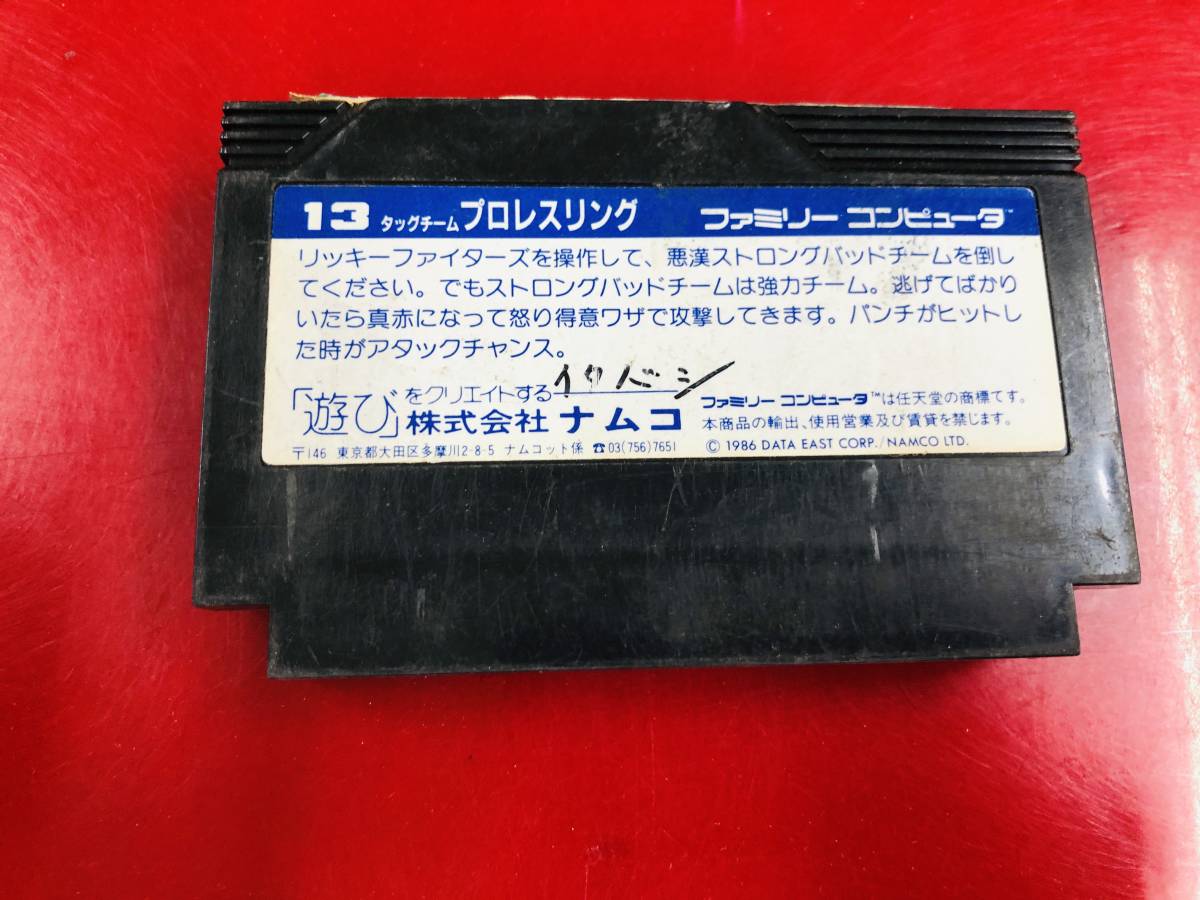 13 タッグチーム プロレスリング ファミリー コンピュータ™
リッキーファイターズを操作して、悪漢ストロングバッドチームを倒し
てください。でもストロングバッドチームは強力チーム。逃げてばかり
いたら真赤になって怒り得意ワザで攻撃してきます。パンチがヒットし
た時がアタックチャンス。
「遊び」をクリエイトする
株式会社 ナムコ
〒146 東京都大田区多摩川2-8-5 ナムコット係 ☎03(756)7651
ファミリー コンピュータ™は任天堂の商標です。
本商品の輸出、使用営業及び賃貸を禁じます。
© 1986 DATA EAST CORP./NAMCO LTD.